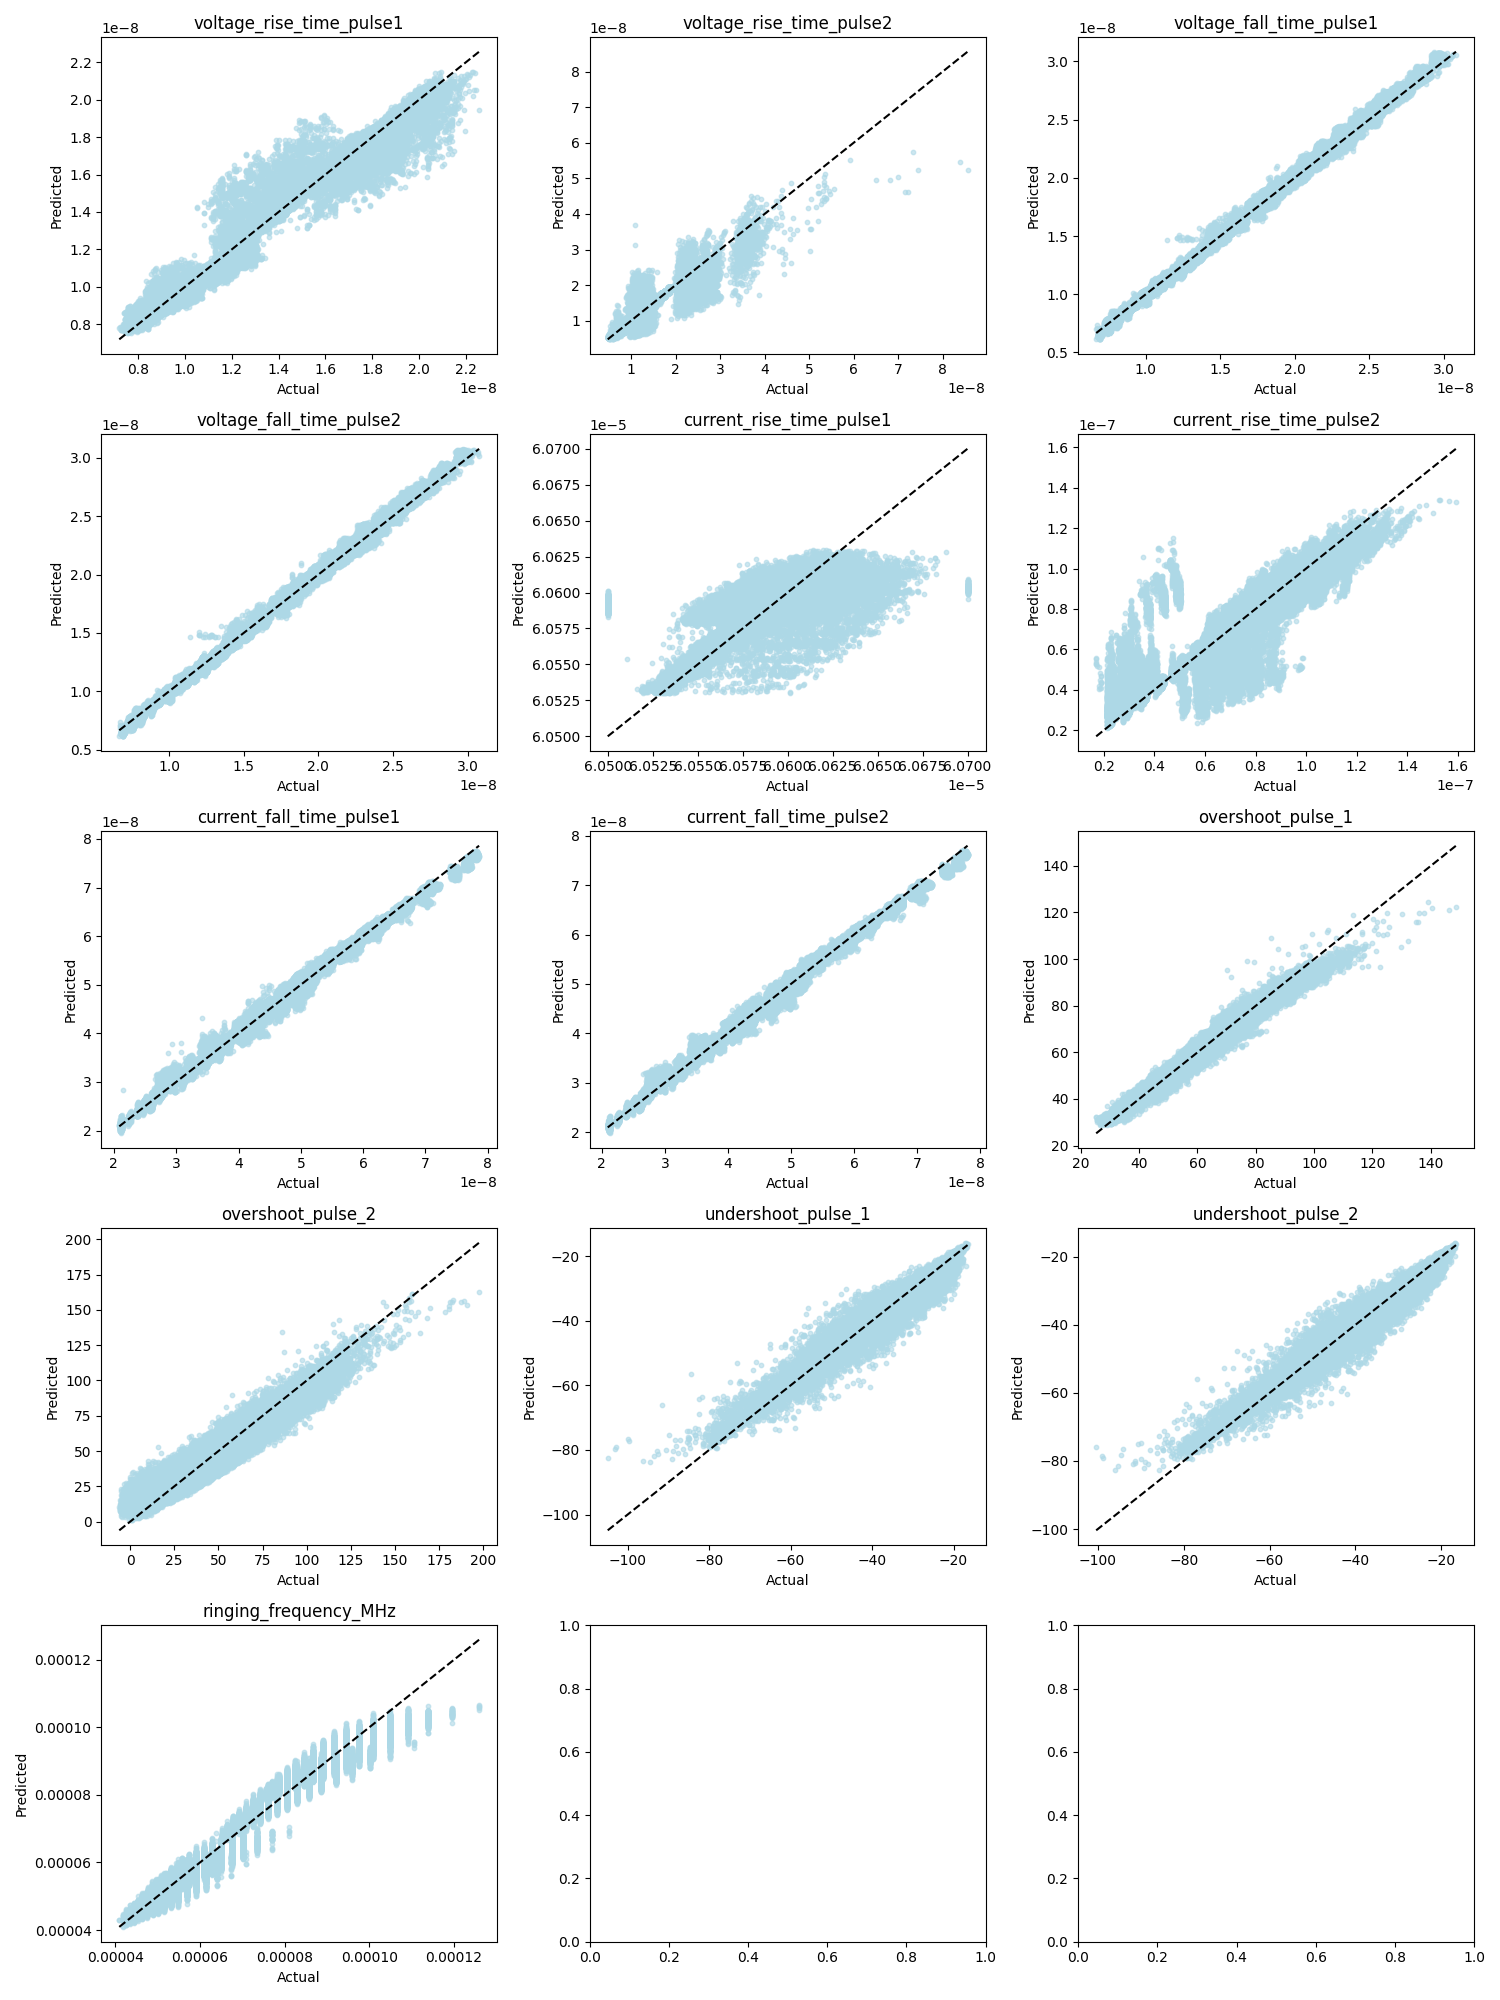 voltage_rise_time_pulse1
1e−8
2.2
2.0
1.8
1.6
1.4
1.2
1.0
0.8
Predicted
0.8 1.0 1.2 1.4 1.6 1.8 2.0 2.2
1e−8
Actual
voltage_rise_time_pulse2
1e−8
8
7
6
5
4
3
2
1
Predicted
1 2 3 4 5 6 7 8
1e−8
Actual
voltage_fall_time_pulse1
1e−8
3.0
2.5
2.0
1.5
1.0
0.5
Predicted
1.0 1.5 2.0 2.5 3.0
1e−8
Actual
voltage_fall_time_pulse2
1e−8
3.0
2.5
2.0
1.5
1.0
0.5
Predicted
1.0 1.5 2.0 2.5 3.0
1e−8
Actual
current_rise_time_pulse1
1e−5
6.0700
6.0675
6.0650
6.0625
6.0600
6.0575
6.0550
6.0525
6.0500
Predicted
6.0500 6.0525 6.0550 6.0575 6.0600 6.0625 6.0650 6.0675 6.0700
1e−5
Actual
current_rise_time_pulse2
1e−7
1.6
1.4
1.2
1.0
0.8
0.6
0.4
0.2
Predicted
0.2 0.4 0.6 0.8 1.0 1.2 1.4 1.6
1e−7
Actual
current_fall_time_pulse1
1e−8
8
7
6
5
4
3
2
Predicted
2 3 4 5 6 7 8
1e−8
Actual
current_fall_time_pulse2
1e−8
8
7
6
5
4
3
2
Predicted
2 3 4 5 6 7 8
1e−8
Actual
overshoot_pulse_1
140
120
100
80
60
40
20
Predicted
20 40 60 80 100 120 140
Actual
overshoot_pulse_2
200
175
150
125
100
75
50
25
0
Predicted
0 25 50 75 100 125 150 175 200
Actual
undershoot_pulse_1
−20
−40
−60
−80
−100
Predicted
−100 −80 −60 −40 −20
Actual
undershoot_pulse_2
−20
−40
−60
−80
−100
Predicted
−100 −80 −60 −40 −20
Actual
ringing_frequency_MHz
0.00012
0.00010
0.00008
0.00006
0.00004
Predicted
0.00004 0.00006 0.00008 0.00010 0.00012
Actual
1.0
0.8
0.6
0.4
0.2
0.0
0.0 0.2 0.4 0.6 0.8 1.0
1.0
0.8
0.6
0.4
0.2
0.0
0.0 0.2 0.4 0.6 0.8 1.0